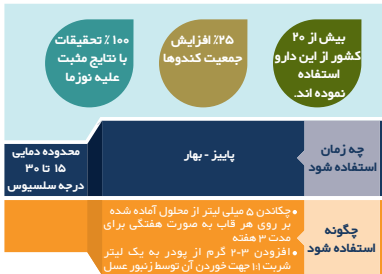 بیش از ۲۰
کشور از این دارو
استفاده
نموده اند.
۲۵٪ افزایش
جمعیت کندوها
۱۰۰ ٪ تحقیقات
با نتایج مثبت
علیه نوزما
چه زمان
استفاده شود
پاییز - بهار
محدوده دمایی
۱۵ تا ۳۰
درجه سلسیوس
چگونه
استفاده شود
• چکاندن ۵ میلی لیتر از محلول آماده شده
بر روی هر قاب به صورت هفتگی برای
مدت ۳ هفته
• افزودن ۳-۲ گرم از پودر به یک لیتر
شربت ۱:۱ جهت خوردن آن توسط زنبور عسل